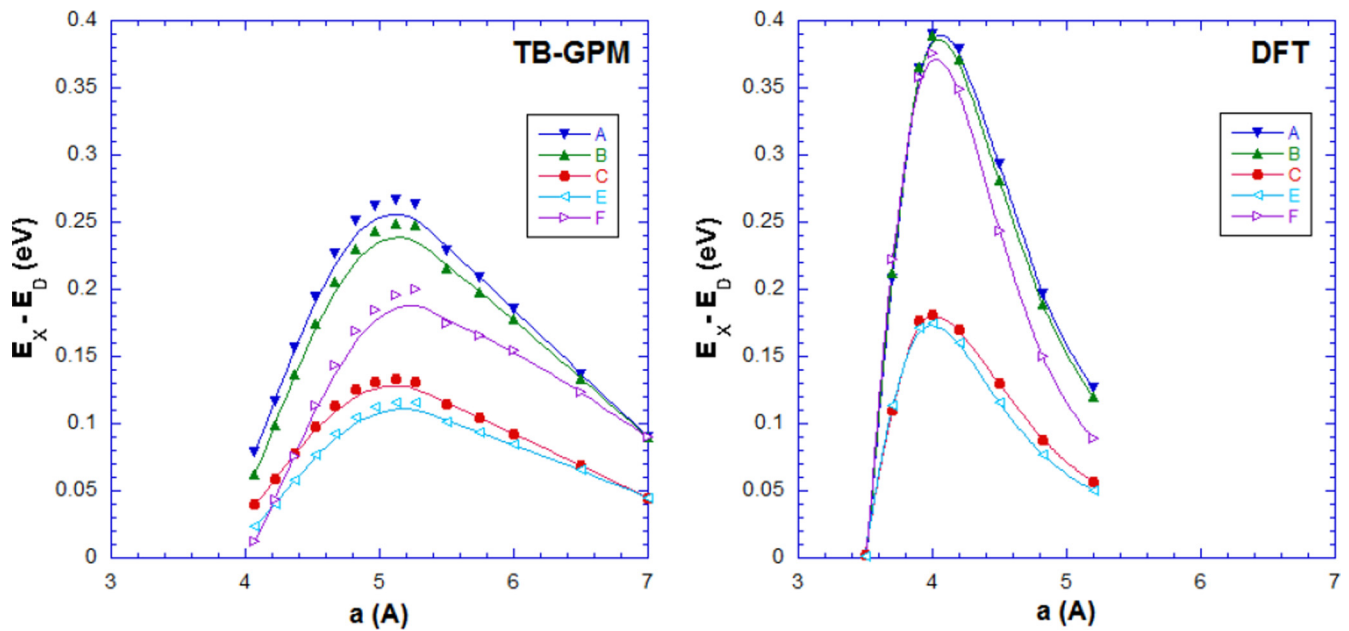 TB-GPM
0.4
0.35
0.3
0.25
0.2
0.15
0.1
0.05
0
E_X - E_D (eV)
A
B
C
E
F
3 4 5 6 7
a (A)
DFT
0.4
0.35
0.3
0.25
0.2
0.15
0.1
0.05
0
E_X - E_D (eV)
A
B
C
E
F
3 4 5 6 7
a (A)